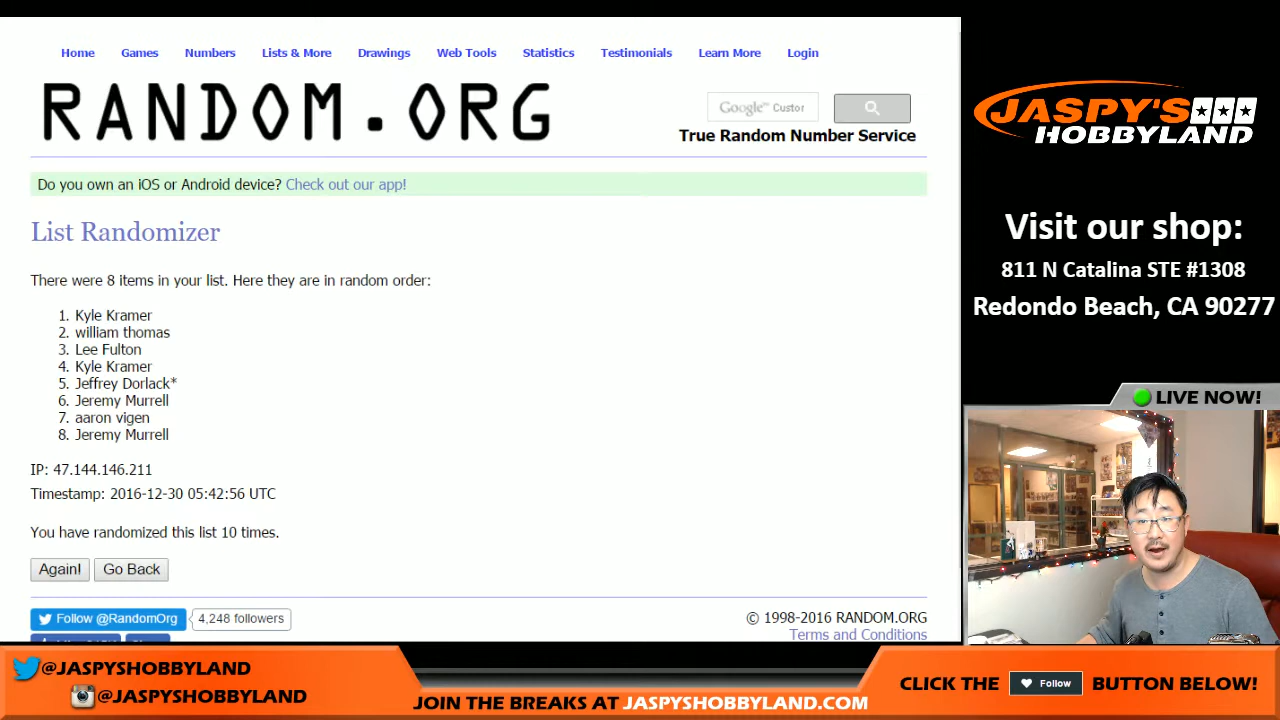 Home Games Numbers Lists & More Drawings Web Tools Statistics Testimonials Learn More Login
RANDOM.ORG
Google™ Custor
True Random Number Service
Do you own an iOS or Android device? Check out our app!
List Randomizer
There were 8 items in your list. Here they are in random order:
1. Kyle Kramer
2. william thomas
3. Lee Fulton
4. Kyle Kramer
5. Jeffrey Dorlack*
6. Jeremy Murrell
7. aaron vigen
8. Jeremy Murrell
IP: 47.144.146.211
Timestamp: 2016-12-30 05:42:56 UTC
You have randomized this list 10 times.
Again! Go Back
Follow @RandomOrg 4,248 followers
© 1998-2016 RANDOM.ORG
Terms and Conditions
JASPY'S
HOBBYLAND
Visit our shop:
811 N Catalina STE #1308
Redondo Beach, CA 90277
LIVE NOW!
@JASPYSHOBBYLAND
@JASPYSHOBBYLAND
JOIN THE BREAKS AT JASPYSHOBBYLAND.COM
CLICK THE Follow BUTTON BELOW!